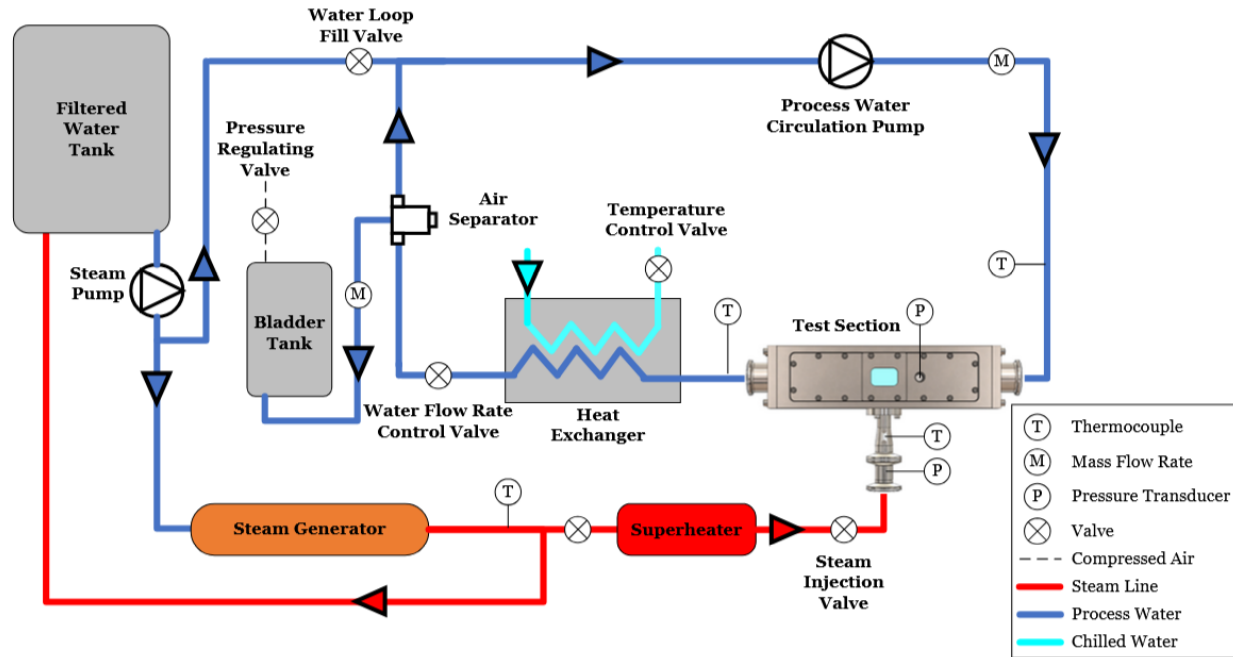 Water Loop
Fill Valve
M
Filtered
Water
Tank
Process Water
Circulation Pump
Pressure
Regulating
Valve
Air
Separator
Temperature
Control Valve
Steam
Pump
T
M
Bladder
Tank
T
Test Section
P
Water Flow Rate
Control Valve
Heat
Exchanger
T
P
T
Steam Generator
Superheater
Steam
Injection
Valve
T Thermocouple
M Mass Flow Rate
P Pressure Transducer
Valve
Compressed Air
Steam Line
Process Water
Chilled Water